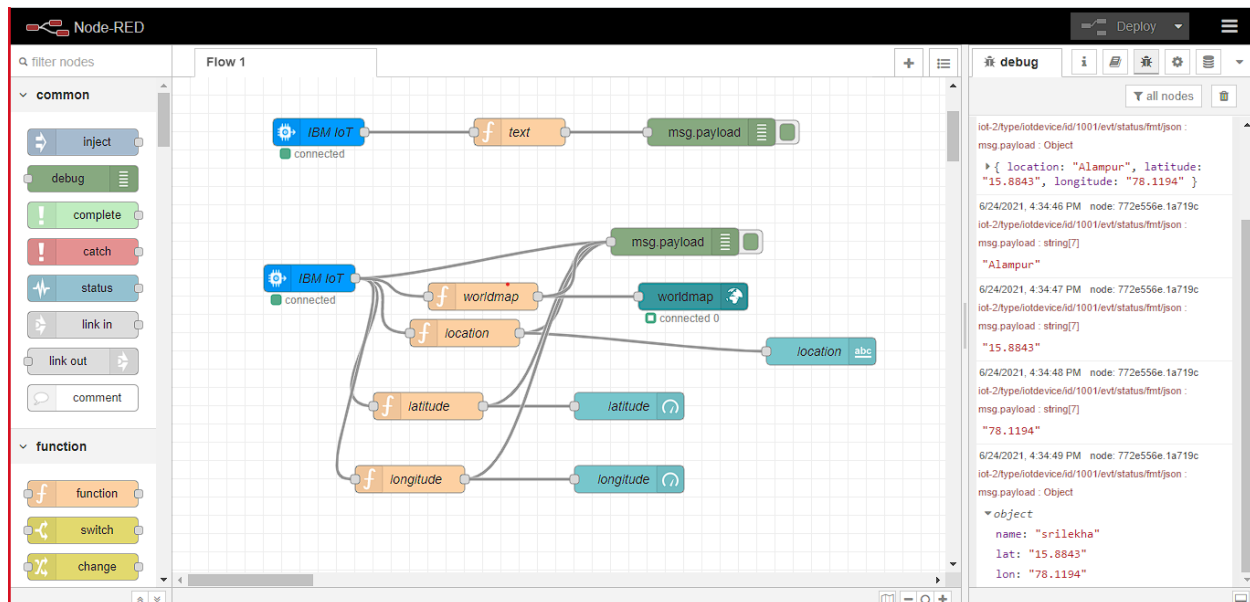 Node-RED
Deploy
filter nodes
Flow 1
debug
i
all nodes
common
inject
debug
complete
catch
status
link in
link out
comment
function
function
switch
change
IBM IoT
connected
text
msg.payload
msg.payload
IBM IoT
connected
worldmap
worldmap
connected 0
location
location
abc
latitude
latitude
longitude
longitude
iot-2/type/iotdevice/id/1001/evt/status/fmt/json :
msg.payload : Object
{ location: "Alampur", latitude:
"15.8843", longitude: "78.1194" }
6/24/2021, 4:34:46 PM node: 772e556e.1a719c
iot-2/type/iotdevice/id/1001/evt/status/fmt/json :
msg.payload : string[7]
"Alampur"
6/24/2021, 4:34:47 PM node: 772e556e.1a719c
iot-2/type/iotdevice/id/1001/evt/status/fmt/json :
msg.payload : string[7]
"15.8843"
6/24/2021, 4:34:48 PM node: 772e556e.1a719c
iot-2/type/iotdevice/id/1001/evt/status/fmt/json :
msg.payload : string[7]
"78.1194"
6/24/2021, 4:34:49 PM node: 772e556e.1a719c
iot-2/type/iotdevice/id/1001/evt/status/fmt/json :
msg.payload : Object
object
name: "srilekha"
lat: "15.8843"
lon: "78.1194"